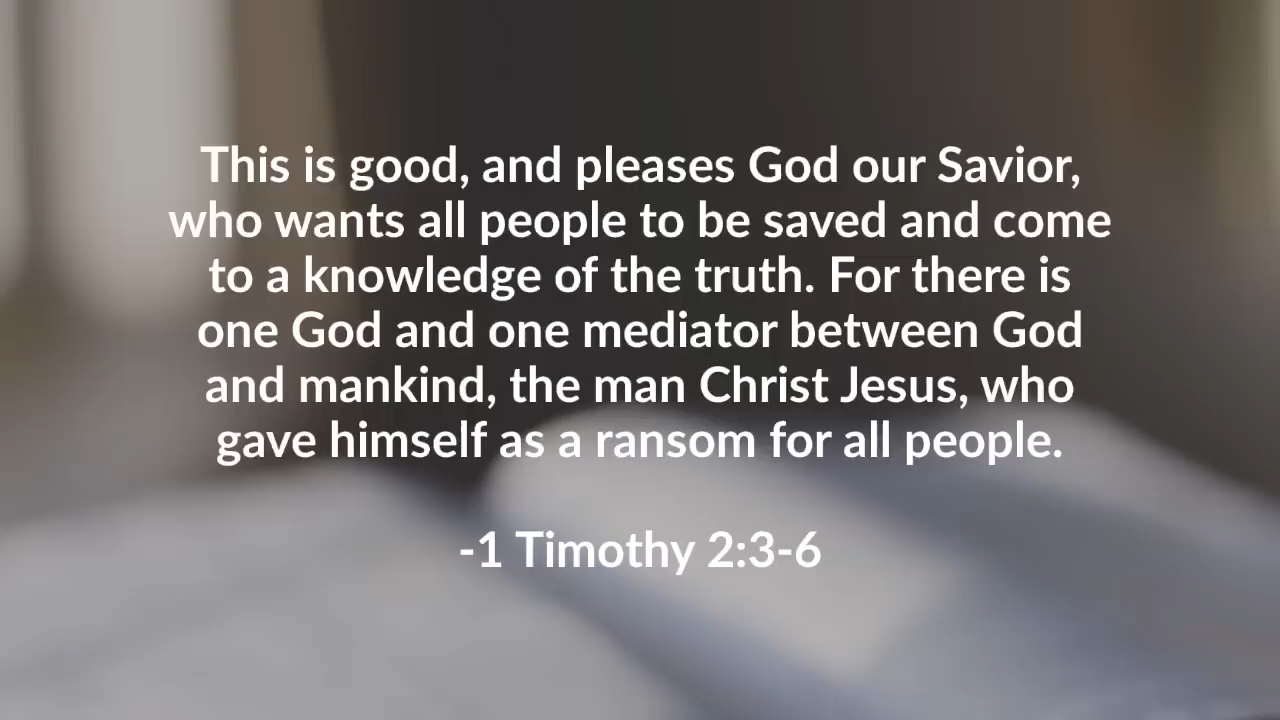 This is good, and pleases God our Savior,
who wants all people to be saved and come
to a knowledge of the truth. For there is
one God and one mediator between God
and mankind, the man Christ Jesus, who
gave himself as a ransom for all people.
-1 Timothy 2:3-6